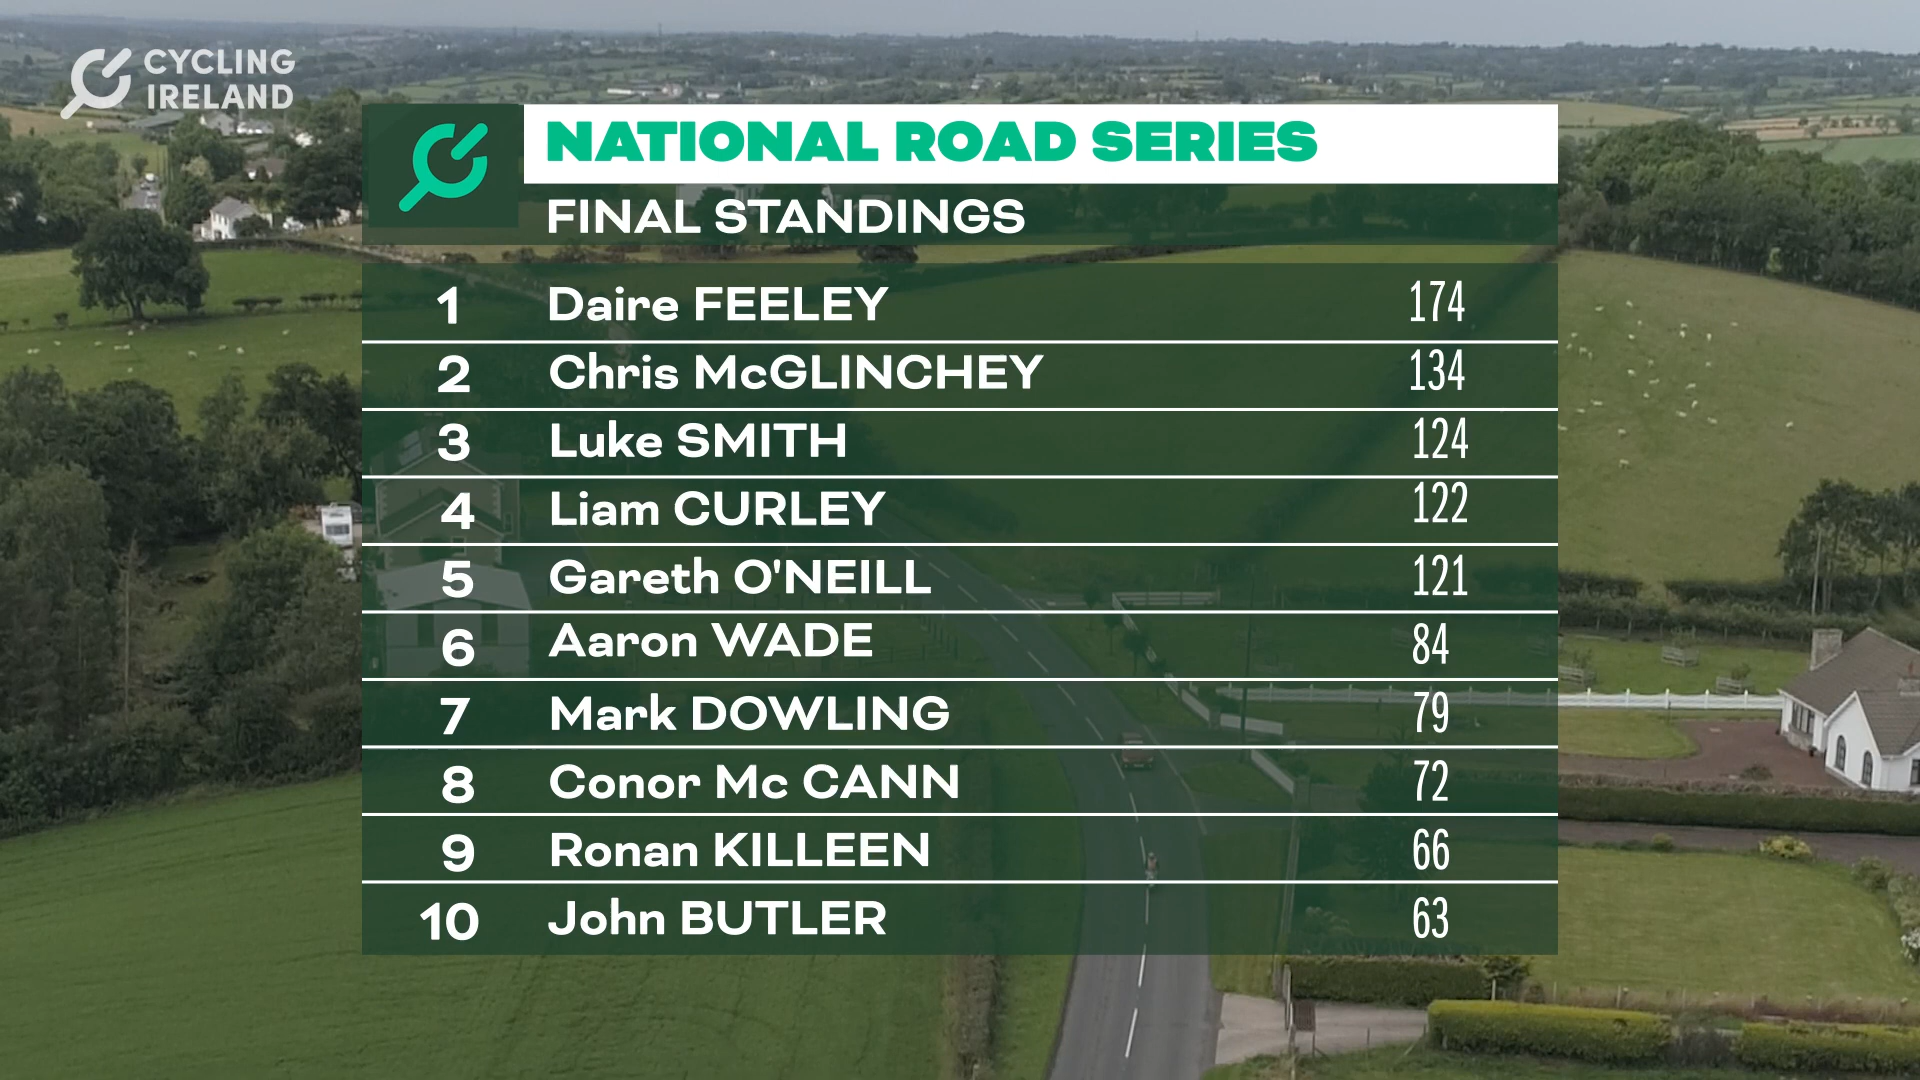 CYCLING
IRELAND
NATIONAL ROAD SERIES
FINAL STANDINGS
1 Daire FEELEY 174
2 Chris McGLINCHEY 134
3 Luke SMITH 124
4 Liam CURLEY 122
5 Gareth O'NEILL 121
6 Aaron WADE 84
7 Mark DOWLING 79
8 Conor Mc CANN 72
9 Ronan KILLEEN 66
10 John BUTLER 63